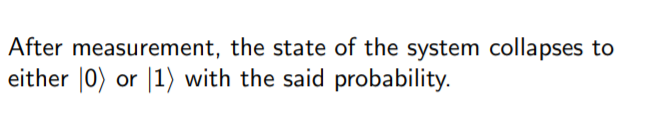 After measurement, the state of the system collapses to
either |0⟩ or |1⟩ with the said probability.